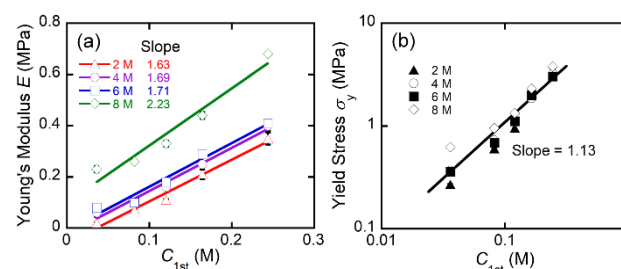 (a)
Slope
2 M 1.63
4 M 1.69
6 M 1.71
8 M 2.23
Young's Modulus E (MPa)
0.8
0.6
0.4
0.2
0
0 0.1 0.2 0.3
C1st (M)
(b)
2 M
4 M
6 M
8 M
Slope = 1.13
Yield Stress σy (MPa)
10
1
0.1
0.01 0.1 1
C1st (M)